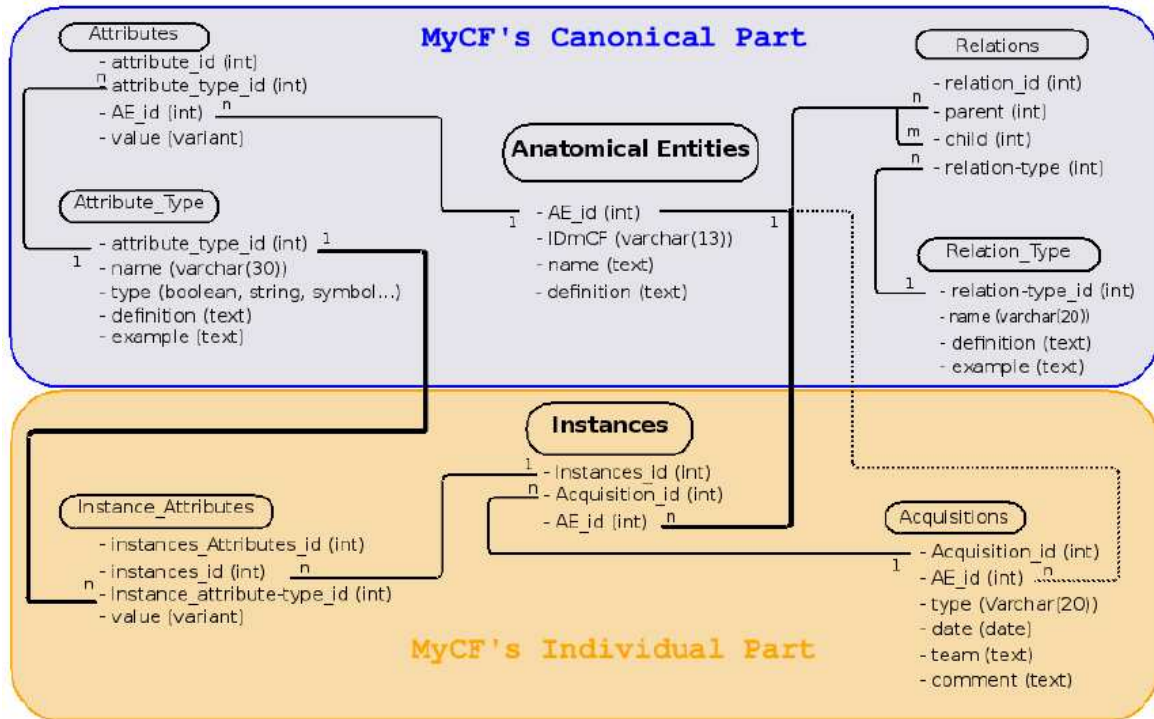 MyCF's Canonical Part
Attributes
- attribute_id (int)
n
- attribute_type_id (int)
- AE_id (int) n
- value (variant)
Attribute_Type
- attribute_type_id (int) 1
1
- name (varchar(30))
- type (boolean, string, symbol...)
- definition (text)
- example (text)
Anatomical Entities
1 - AE_id (int) 1
- IDmCF (varchar(13))
- name (text)
- definition (text)
Relations
- relation_id (int)
n
- parent (int)
m
- child (int)
n
- relation-type (int)
Relation_Type
1
- relation-type_id (int)
- name (varchar(20))
- definition (text)
- example (text)
Instances
1
- Instances_id (int)
n
- Acquisition_id (int)
- AE_id (int) n
Instance_Attributes
- instances_Attributes_id (int)
- instances_id (int) n
n
- Instance_attribute-type_id (int)
- value (variant)
Acquisitions
- Acquisition_id (int)
1
- AE_id (int) n
- type (Varchar(20))
- date (date)
- team (text)
- comment (text)
MyCF's Individual Part